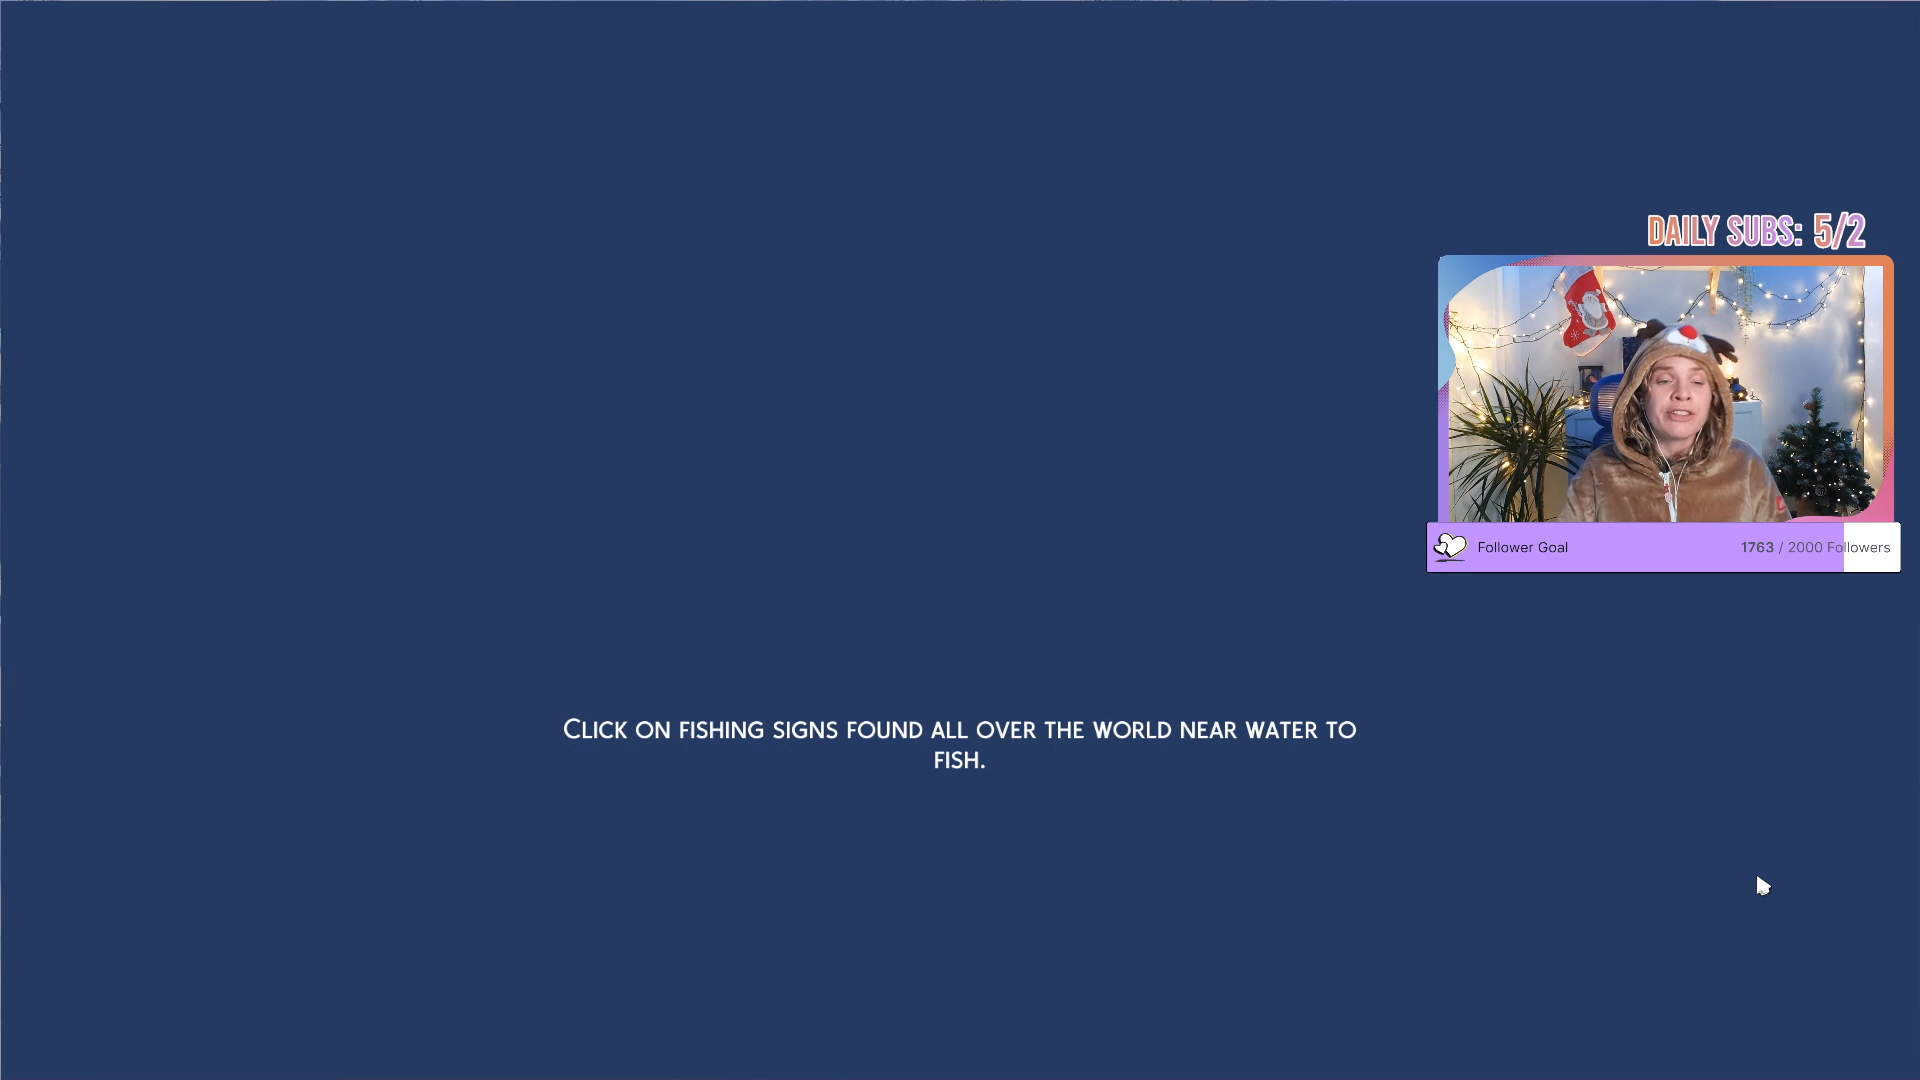 DAILY SUBS: 5/2
Follower Goal 1763 / 2000 Followers
CLICK ON FISHING SIGNS FOUND ALL OVER THE WORLD NEAR WATER TO
FISH.